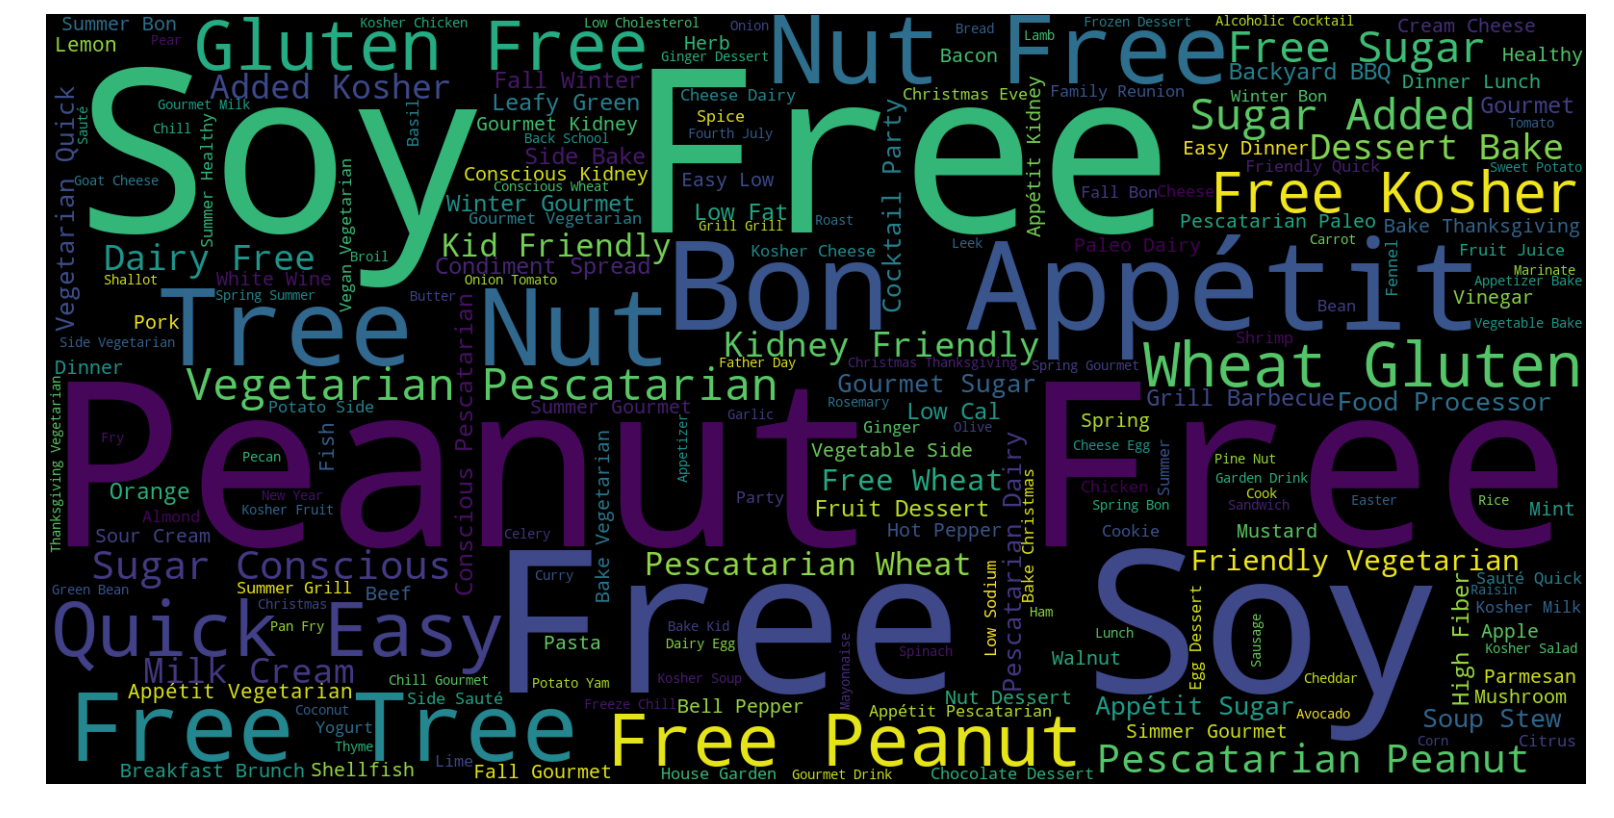 Summer Bon
Kosher Chicken
Low Cholesterol
Onion
Bread
Frozen Dessert
Alcoholic Cocktail
Cream Cheese
Lemon
Pear
Gluten Free
Herb
Ginger Dessert
Nut Free
Lamb
Bacon
Free Sugar
Healthy
Added Kosher
Fall Winter
Backyard BBQ
Dinner Lunch
Soy Free
Vegetarian Quick
Sauté
Gourmet Milk
Chill
Summer Healthy
Basil
Leafy Green
Gourmet Kidney
Back School
Side Bake
Cheese Dairy
Spice
Fourth July
Christmas Eve
Family Reunion
Winter Bon
Gourmet
Sugar Added
Tomato
Appétit Kidney
Cocktail Party
Easy Dinner
Dessert Bake
Goat Cheese
Vegan Vegetarian
Conscious Kidney
Conscious Wheat
Easy Low
Friendly Quick
Sweet Potato
Winter Gourmet
Gourmet Vegetarian
Low Fat
Grill Grill
Roast
Fall Bon
Cheese
Free Kosher
Dairy Free
Broil
Kid Friendly
Kosher Cheese
Leek
Paleo Dairy
Pescatarian Paleo
Bake Thanksgiving
Carrot
Fennel
Fruit Juice
White Wine
Condiment Spread
Onion Tomato
Shallot
Marinate
Appetizer Bake
Bon Appétit
Spring Summer
Butter
Bean
Vinegar
Pork
Tree Nut
Vegetable Bake
Side Vegetarian
Kidney Friendly
Shrimp
Dinner
Father Day
Christmas Thanksgiving
Spring Gourmet
Wheat Gluten
Vegetarian Pescatarian
Gourmet Sugar
Grill Barbecue
Food Processor
Potato Side
Summer Gourmet
Garlic
Rosemary
Low Cal
Olive
Spring
Thanksgiving Vegetarian
Conscious Pescatarian
Peanut Free
Fry
Fish
Pecan
Appetizer
Ginger
Vegetable Side
Cheese Egg
Summer
Pine Nut
Orange
New Year
Kosher Fruit
Party
Free Wheat
Chicken
Garden Drink
Cook
Sandwich
Easter
Rice
Almond
Fruit Dessert
Spring Bon
Mint
Sour Cream
Celery
Bake Vegetarian
Hot Pepper
Pescatarian Dairy
Bake Christmas
Cookie
Mustard
Sugar Conscious
Pescatarian Wheat
Friendly Vegetarian
Green Bean
Summer Grill
Beef
Curry
Free Soy
Sauté Quick
Raisin
Christmas
Low Sodium
Ham
High Fiber
Kosher Milk
Quick Easy
Pan Fry
Pasta
Bake Kid
Dairy Egg
Spinach
Mayonnaise
Lunch
Egg Dessert
Sausage
Apple
Kosher Salad
Milk Cream
Walnut
Chill Gourmet
Potato Yam
Kosher Soup
Cheddar
Parmesan
Appétit Vegetarian
Side Sauté
Freeze Chill
Bell Pepper
Nut Dessert
Appétit Pescatarian
Appétit Sugar
Avocado
Mushroom
Coconut
Free Tree
Yogurt
Simmer Gourmet
Soup Stew
Thyme
Lime
Free Peanut
Corn
Citrus
Breakfast Brunch
Shellfish
Fall Gourmet
House Garden
Gourmet Drink
Chocolate Dessert
Pescatarian Peanut